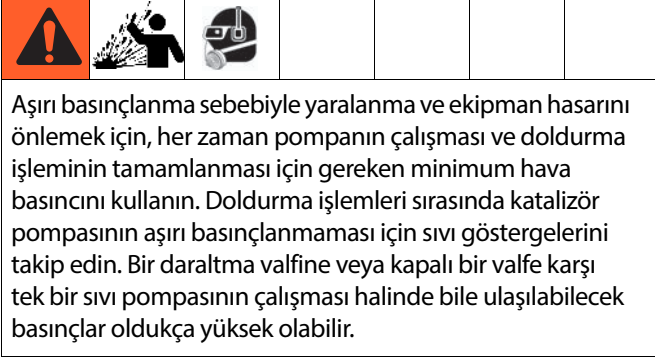 Aşırı basınçlanma sebebiyle yaralanma ve ekipman hasarını
önlemek için, her zaman pompanın çalışması ve doldurma
işleminin tamamlanması için gereken minimum hava
basıncını kullanın. Doldurma işlemleri sırasında katalizör
pompasının aşırı basınçlanmaması için sıvı göstergelerini
takip edin. Bir daraltma valfine veya kapalı bir valfe karşı
tek bir sıvı pompasının çalışması halinde bile ulaşılabilecek
basınçlar oldukça yüksek olabilir.